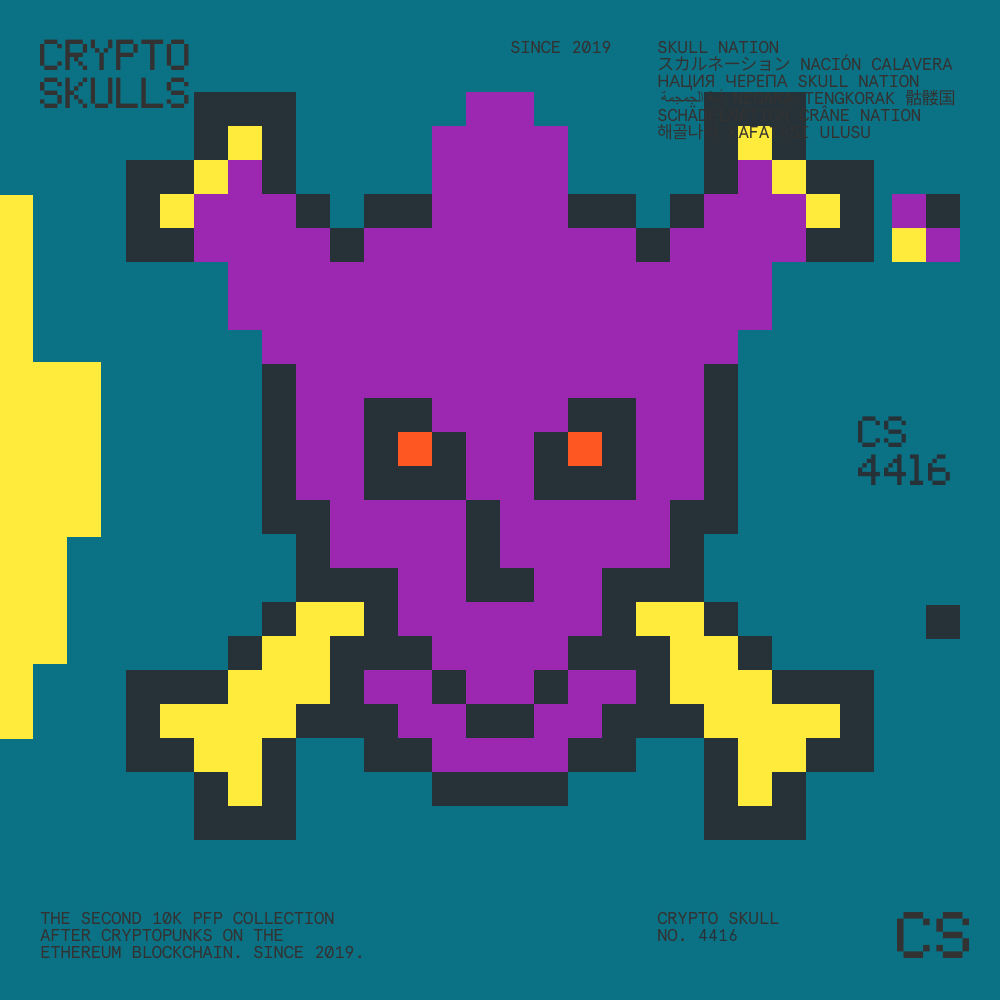 CRYPTO
SKULLS
SINCE 2019
SKULL NATION
スカルネーション NACIÓN CALAVERA
НАЦИЯ ЧЕРЕПА SKULL NATION
TENGKORAK 骷髅国
CRÂNE NATION
해골 ULUSU
CS
4416
THE SECOND 10K PFP COLLECTION
AFTER CRYPTOPUNKS ON THE
ETHEREUM BLOCKCHAIN. SINCE 2019.
CRYPTO SKULL
NO. 4416
CS